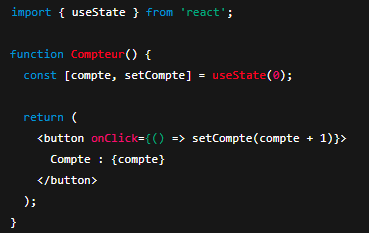 import { useState } from 'react';
function Compteur() {
const [compte, setCompte] = useState(0);
return (
<button onClick={() => setCompte(compte + 1)}>
Compte : {compte}
</button>
);
}